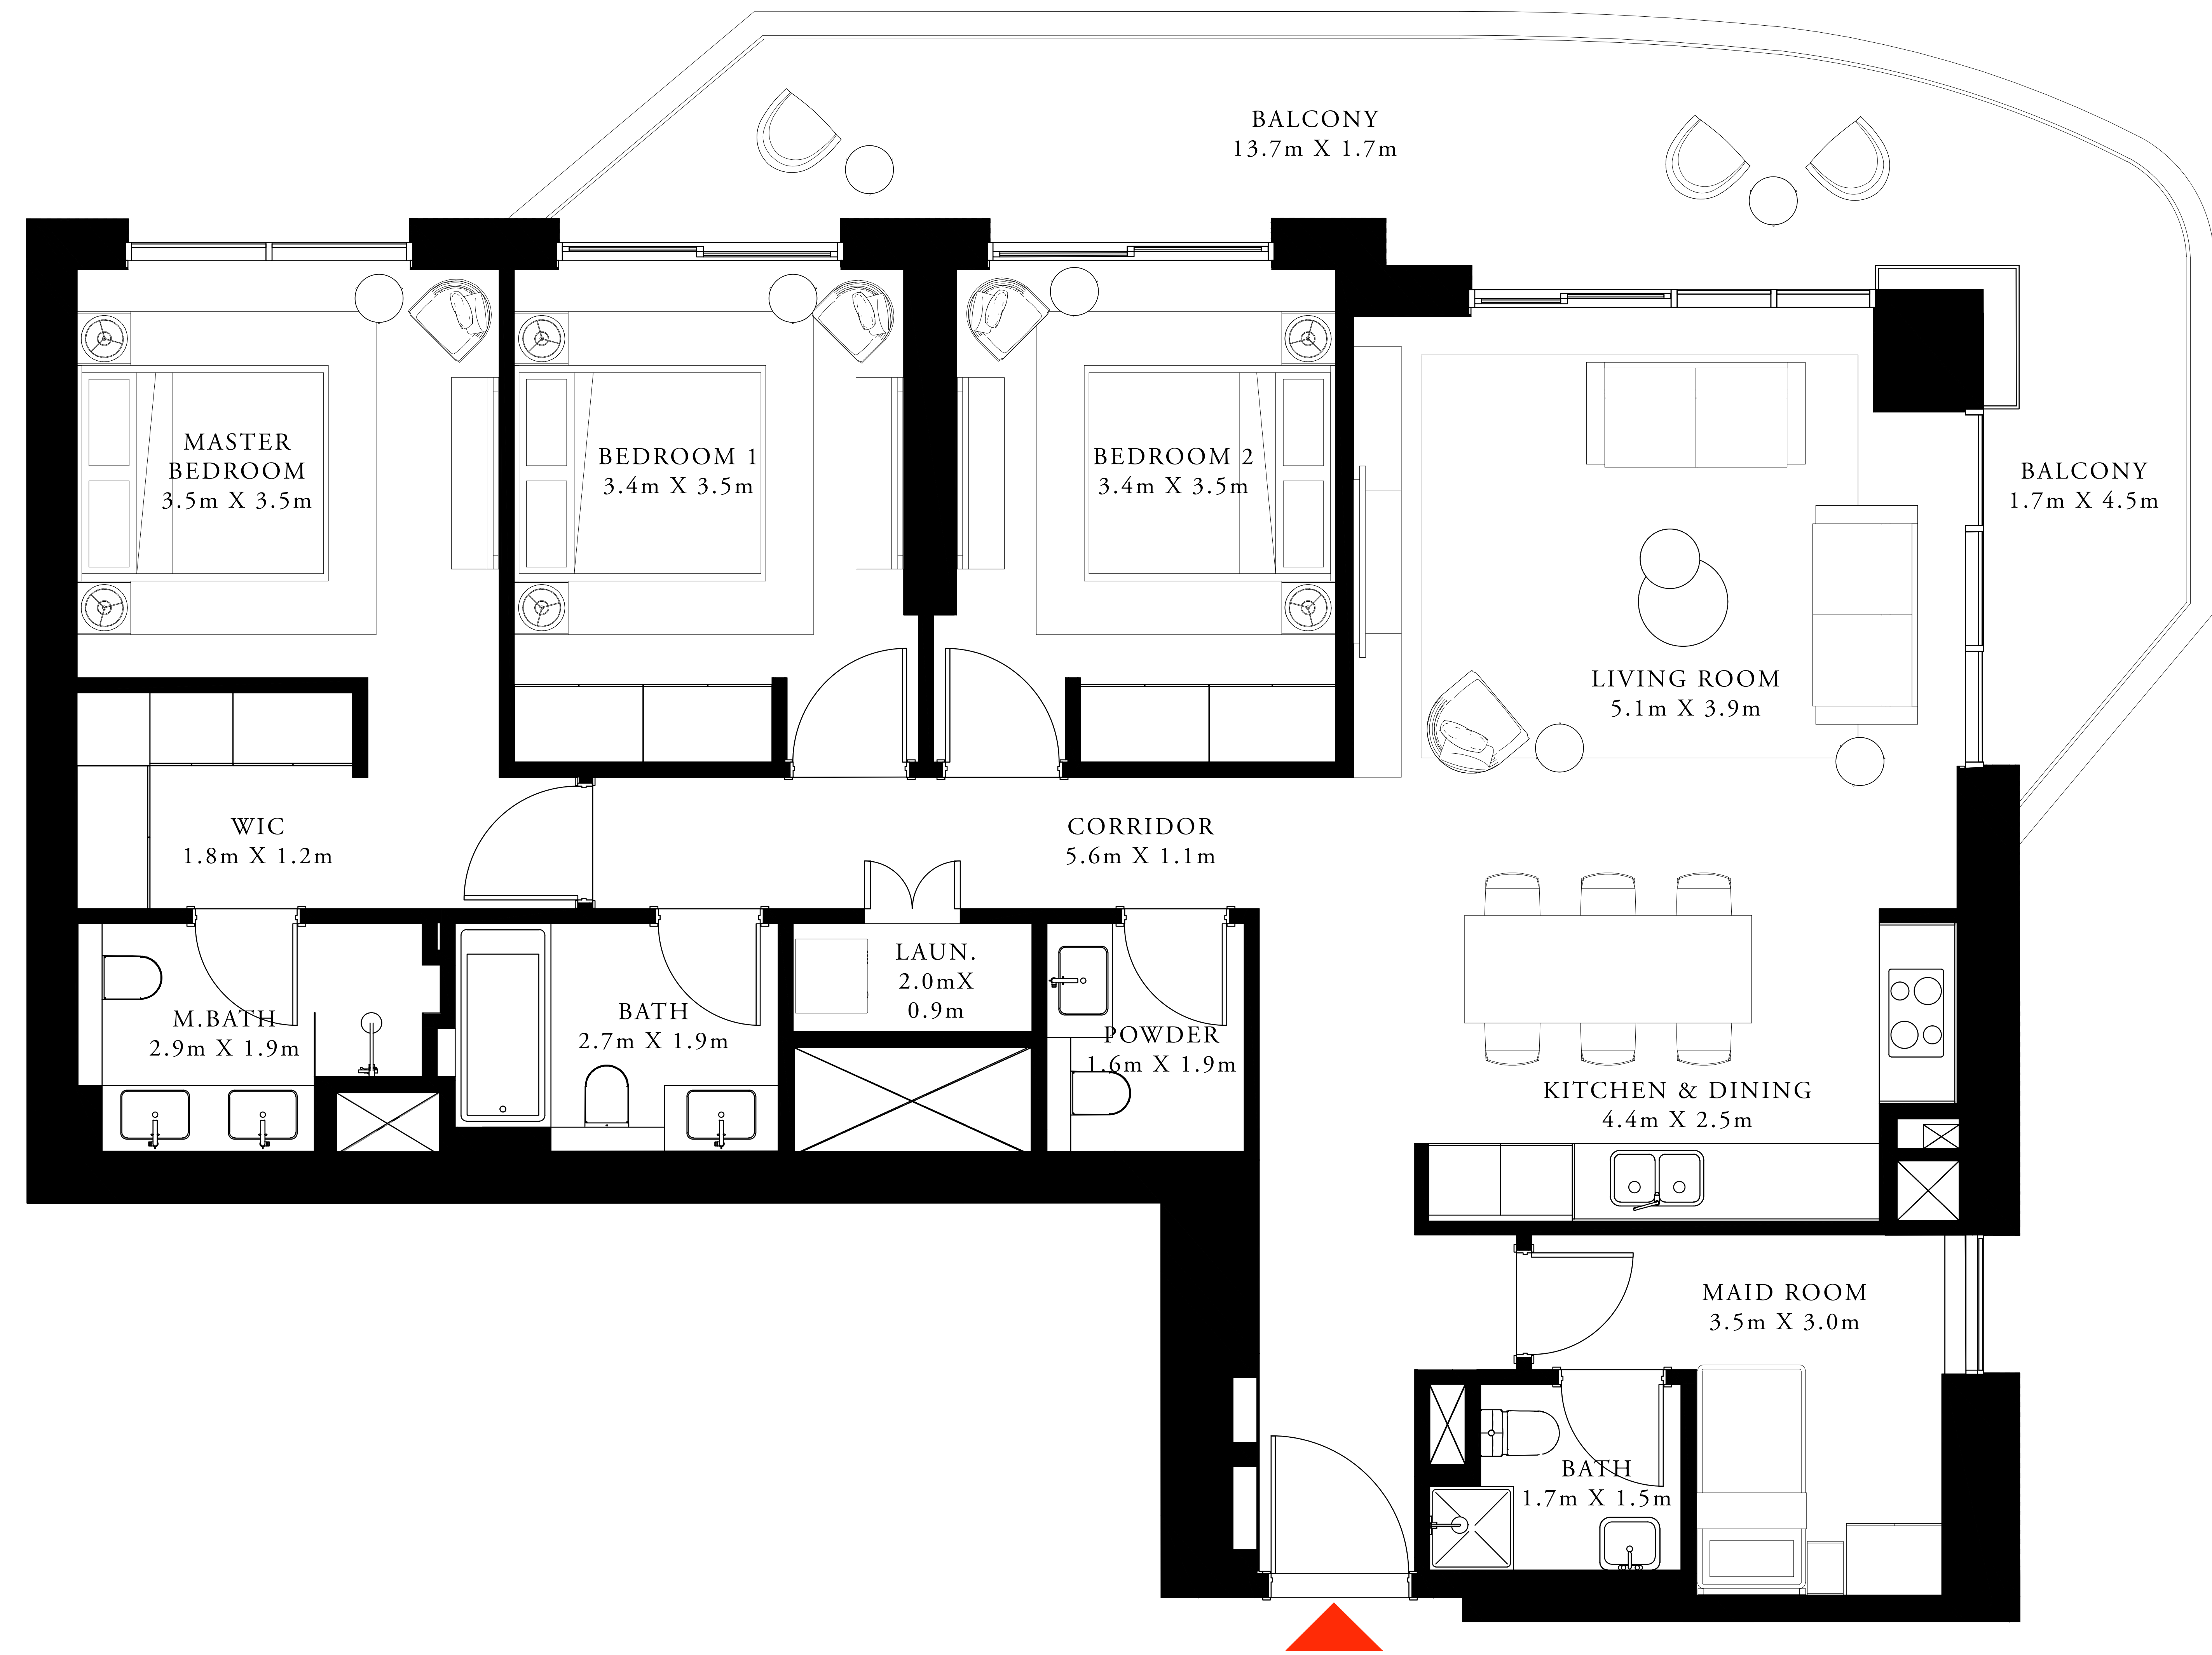 BALCONY
13.7m X 1.7m
MASTER
BEDROOM
3.5m X 3.5m
BEDROOM 1
3.4m X 3.5m
BEDROOM 2
3.4m X 3.5m
BALCONY
1.7m X 4.5m
LIVING ROOM
5.1m X 3.9m
WIC
1.8m X 1.2m
CORRIDOR
5.6m X 1.1m
M.BATH
2.9m X 1.9m
BATH
2.7m X 1.9m
LAUN.
2.0mX
0.9m
POWDER
1.6m X 1.9m
KITCHEN & DINING
4.4m X 2.5m
MAID ROOM
3.5m X 3.0m
BATH
1.7m X 1.5m